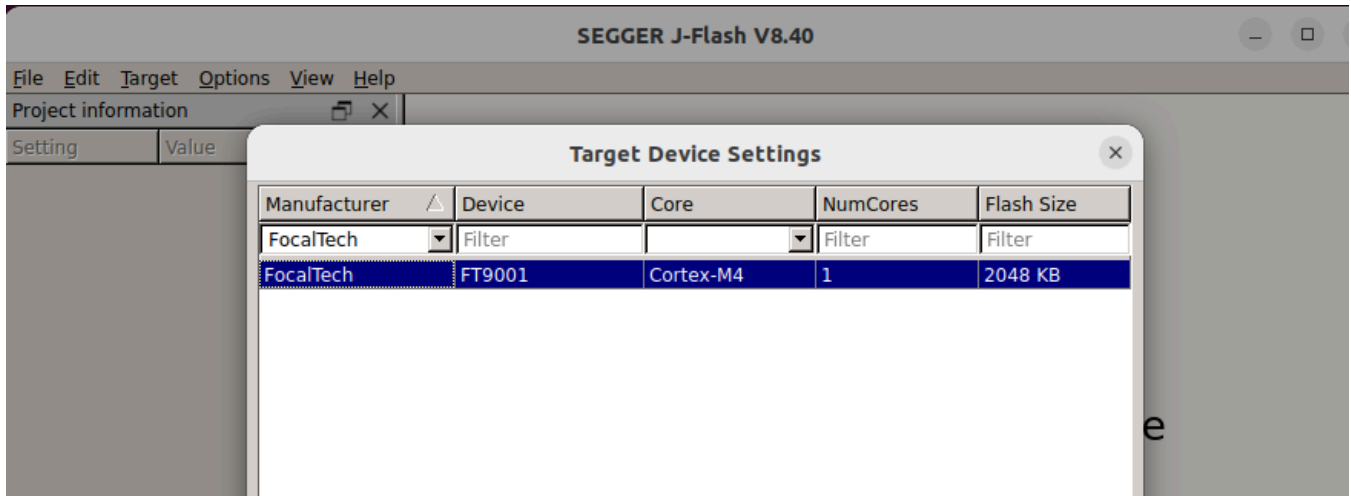 SEGGER J-Flash V8.40
File Edit Target Options View Help
Project information
Setting Value
Target Device Settings
Manufacturer Device Core NumCores Flash Size
FocalTech Filter Filter Filter
FocalTech FT9001 Cortex-M4 1 2048 KB
e